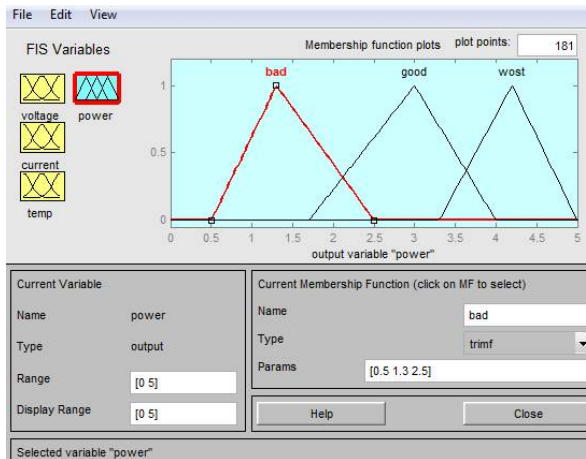 File Edit View
FIS Variables
Membership function plots plot points: 181
voltage power
current
temp
bad good wost
1
0.5
0
0 0.5 1 1.5 2 2.5 3 3.5 4 4.5 5
output variable "power"
Current Variable
Name power
Type output
Range [0 5]
Display Range [0 5]
Current Membership Function (click on MF to select)
Name bad
Type trimf
Params [0.5 1.3 2.5]
Help Close
Selected variable "power"